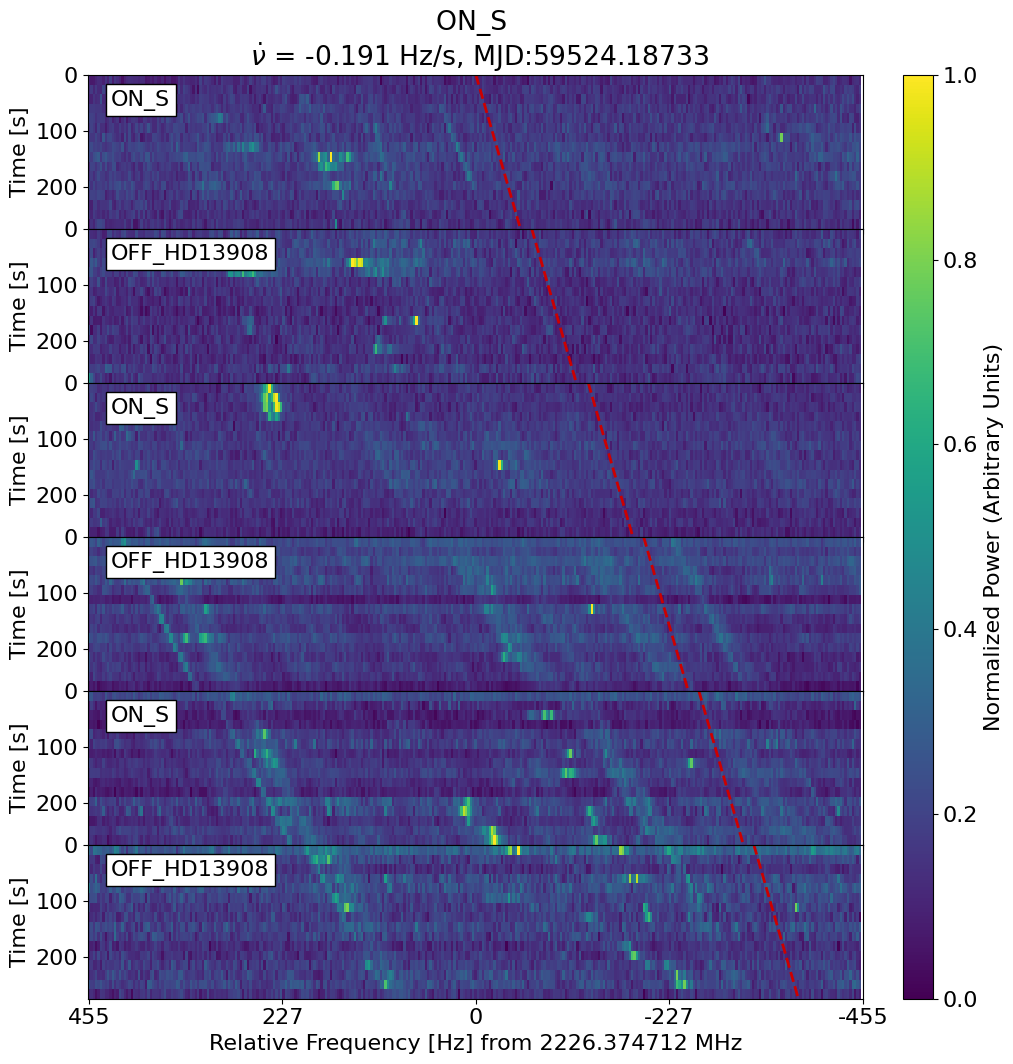 ON_S
ν̇ = -0.191 Hz/s, MJD:59524.18733
0
ON_S
100
200
Time [s]
0
OFF_HD13908
100
200
Time [s]
0
ON_S
100
200
Time [s]
0
OFF_HD13908
100
200
Time [s]
0
ON_S
100
200
Time [s]
0
OFF_HD13908
100
200
Time [s]
455 227 0 -227 -455
Relative Frequency [Hz] from 2226.374712 MHz
1.0
0.8
0.6
0.4
0.2
0.0
Normalized Power (Arbitrary Units)